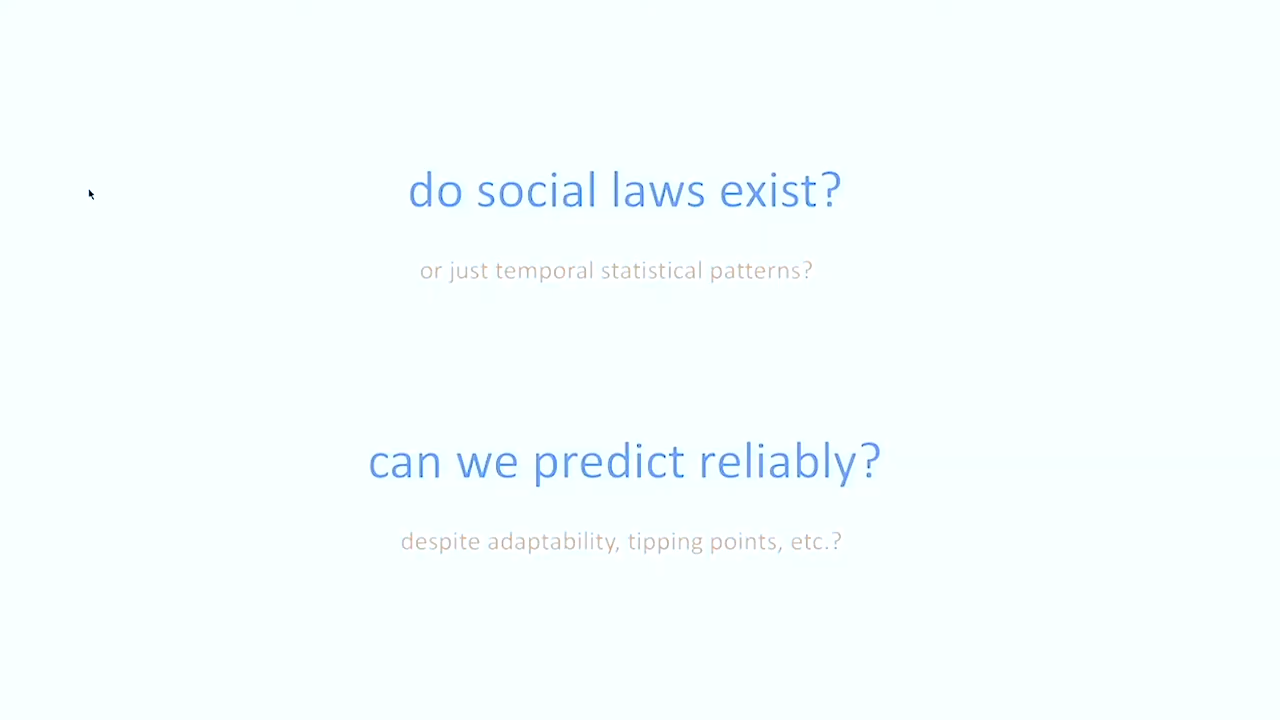 do social laws exist?
or just temporal statistical patterns?
can we predict reliably?
despite adaptability, tipping points, etc.?